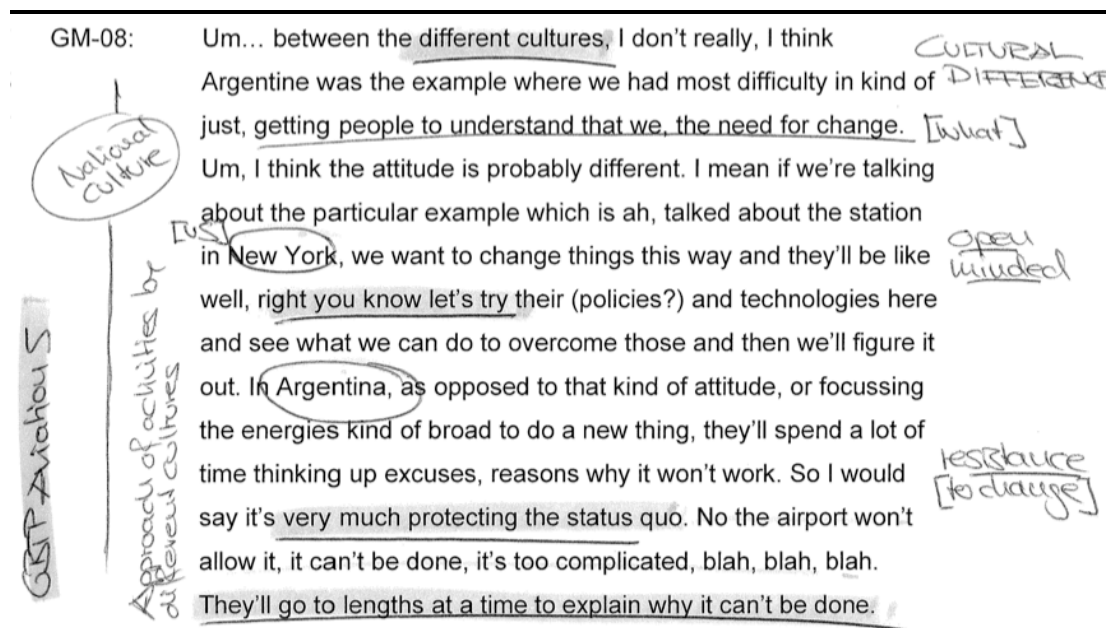 GM-08: Um... between the different cultures, I don't really, I think
CULTURAL
Argentine was the example where we had most difficulty in kind of
DIFFERENCE
just, getting people to understand that we, the need for change.
[what]
National
culture
Um, I think the attitude is probably different. I mean if we're talking
about the particular example which is ah, talked about the station
[US]
in New York, we want to change things this way and they'll be like
open
minded
well, right you know let's try their (policies?) and technologies here
and see what we can do to overcome those and then we'll figure it
out. In Argentina, as opposed to that kind of attitude, or focussing
the energies kind of broad to do a new thing, they'll spend a lot of
time thinking up excuses, reasons why it won't work. So I would
resistance
[to change]
say it's very much protecting the status quo. No the airport won't
allow it, it can't be done, it's too complicated, blah, blah, blah.
They'll go to lengths at a time to explain why it can't be done.
Approach of activities by
different cultures
Aviation